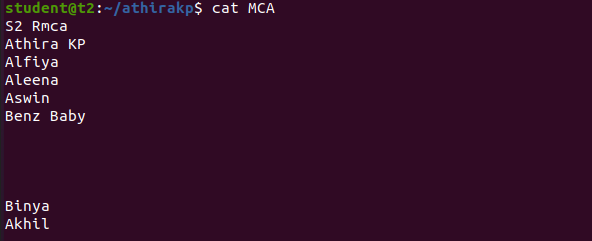 student@t2:~/athirakp$ cat MCA
S2 Rmca
Athira KP
Alfiya
Aleena
Aswin
Benz Baby
Binya
Akhil